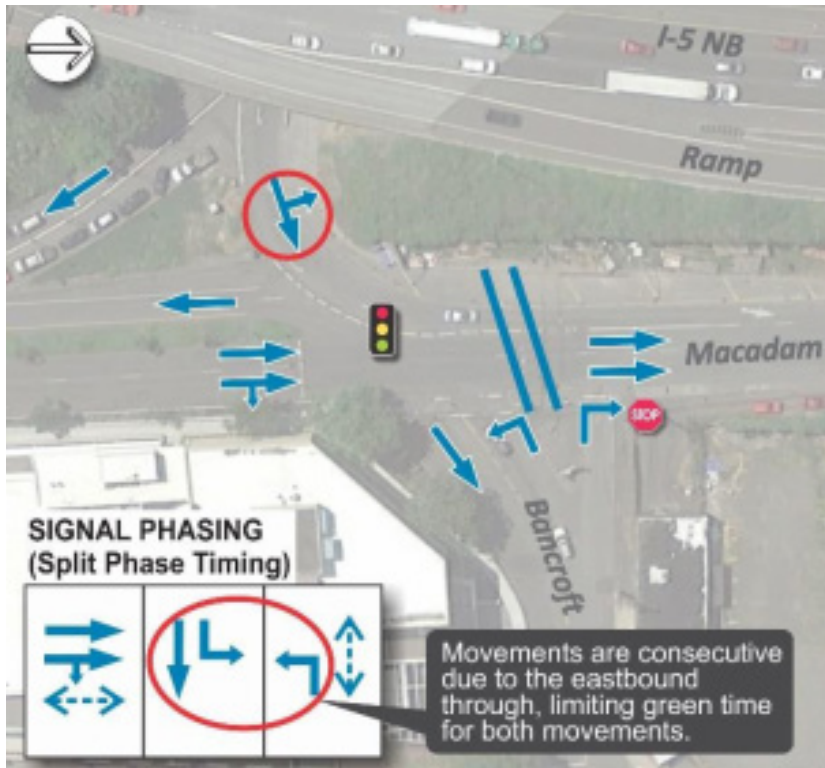 I-5 NB
Ramp
Macadam
STOP
Bancroft
SIGNAL PHASING
(Split Phase Timing)
Movements are consecutive
due to the eastbound
through, limiting green time
for both movements.